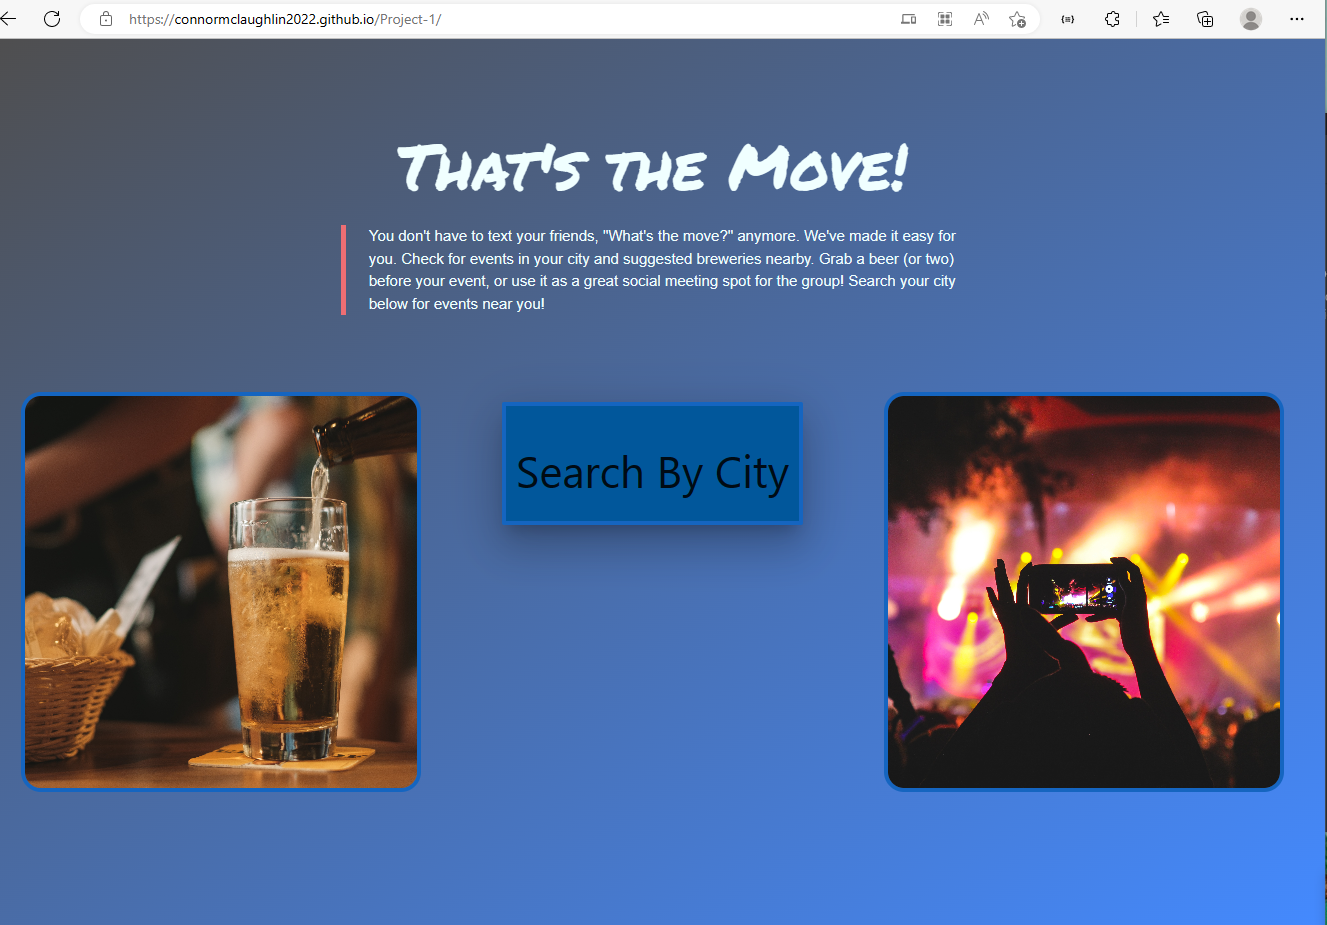 https://connormclaughlin2022.github.io/Project-1/
That's the Move!
You don't have to text your friends, "What's the move?" anymore. We've made it easy for
you. Check for events in your city and suggested breweries nearby. Grab a beer (or two)
before your event, or use it as a great social meeting spot for the group! Search your city
below for events near you!
Search By City